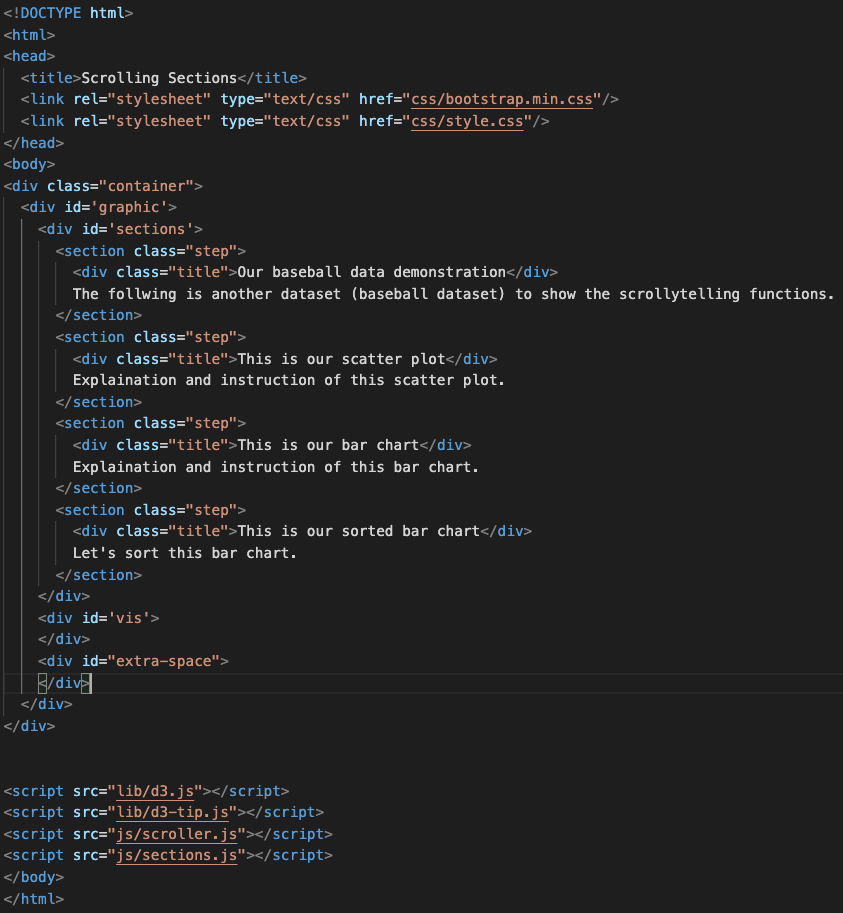 <!DOCTYPE html>
<html>
<head>
  <title>Scrolling Sections</title>
  <link rel="stylesheet" type="text/css" href="css/bootstrap.min.css"/>
  <link rel="stylesheet" type="text/css" href="css/style.css"/>
</head>
<body>
<div class="container">
  <div id='graphic'>
    <div id='sections'>
      <section class="step">
        <div class="title">Our baseball data demonstration</div>
        The follwing is another dataset (baseball dataset) to show the scrollytelling functions.
      </section>
      <section class="step">
        <div class="title">This is our scatter plot</div>
        Explaination and instruction of this scatter plot.
      </section>
      <section class="step">
        <div class="title">This is our bar chart</div>
        Explaination and instruction of this bar chart.
      </section>
      <section class="step">
        <div class="title">This is our sorted bar chart</div>
        Let's sort this bar chart.
      </section>
    </div>
    <div id='vis'>
    </div>
    <div id="extra-space">
    </div>
  </div>
</div>
<script src="lib/d3.js"></script>
<script src="lib/d3-tip.js"></script>
<script src="js/scroller.js"></script>
<script src="js/sections.js"></script>
</body>
</html>